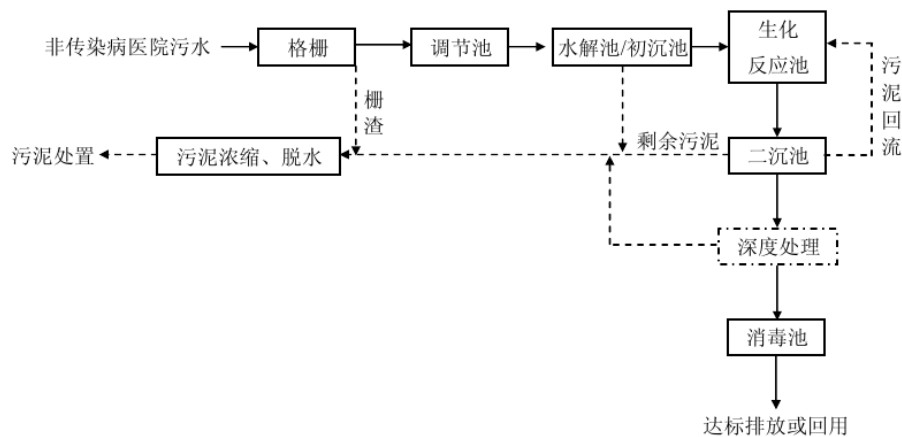 非传染病医院污水
格栅
调节池
水解池/初沉池
生化
反应池
污泥回流
栅渣
污泥处置
污泥浓缩、脱水
剩余污泥
二沉池
深度处理
消毒池
达标排放或回用